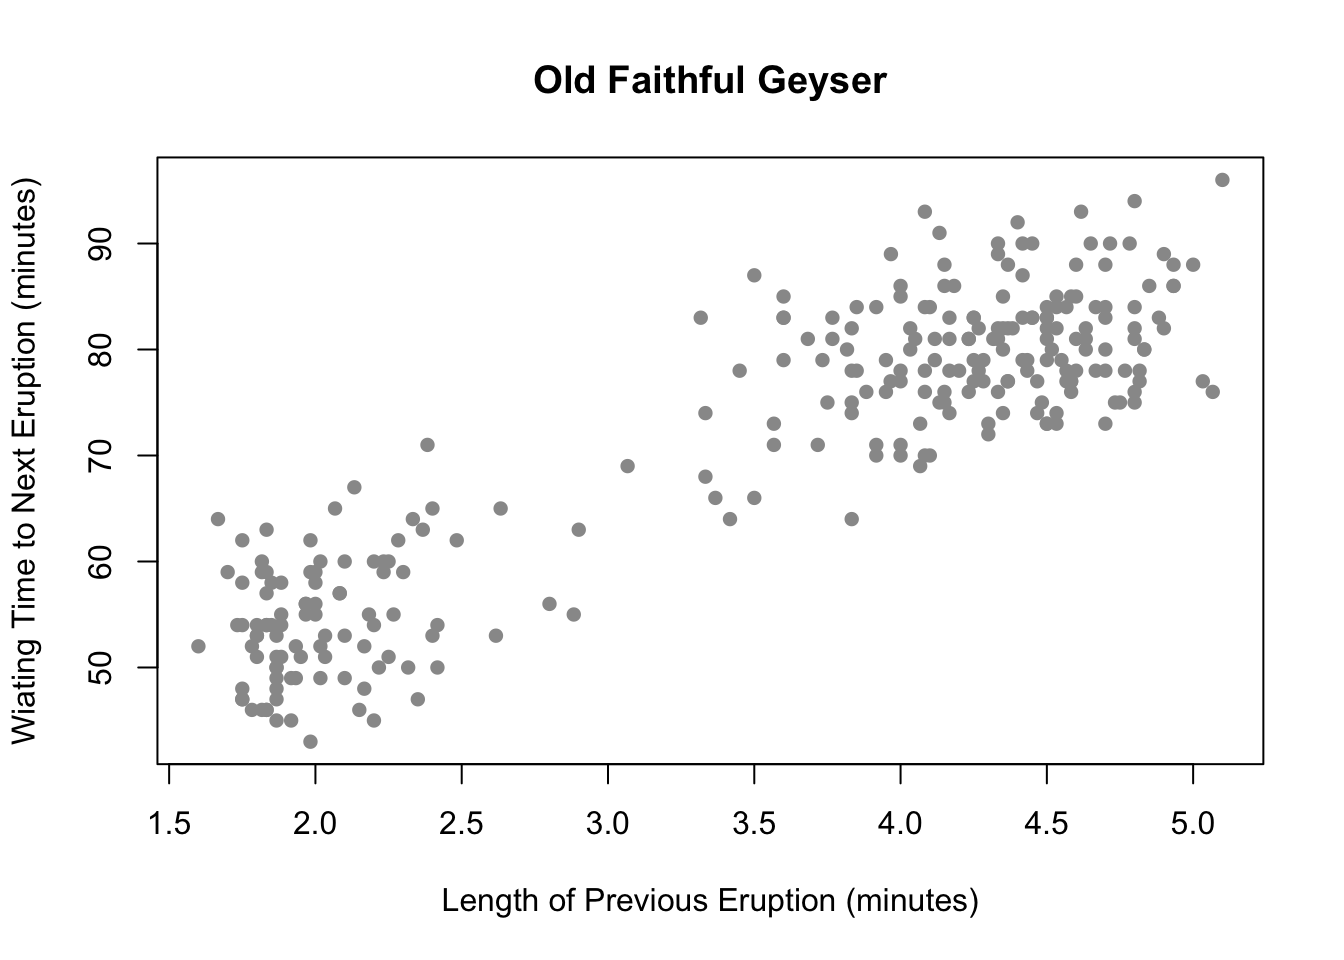 Old Faithful Geyser
Wiating Time to Next Eruption (minutes)
90
80
70
60
50
1.5 2.0 2.5 3.0 3.5 4.0 4.5 5.0
Length of Previous Eruption (minutes)